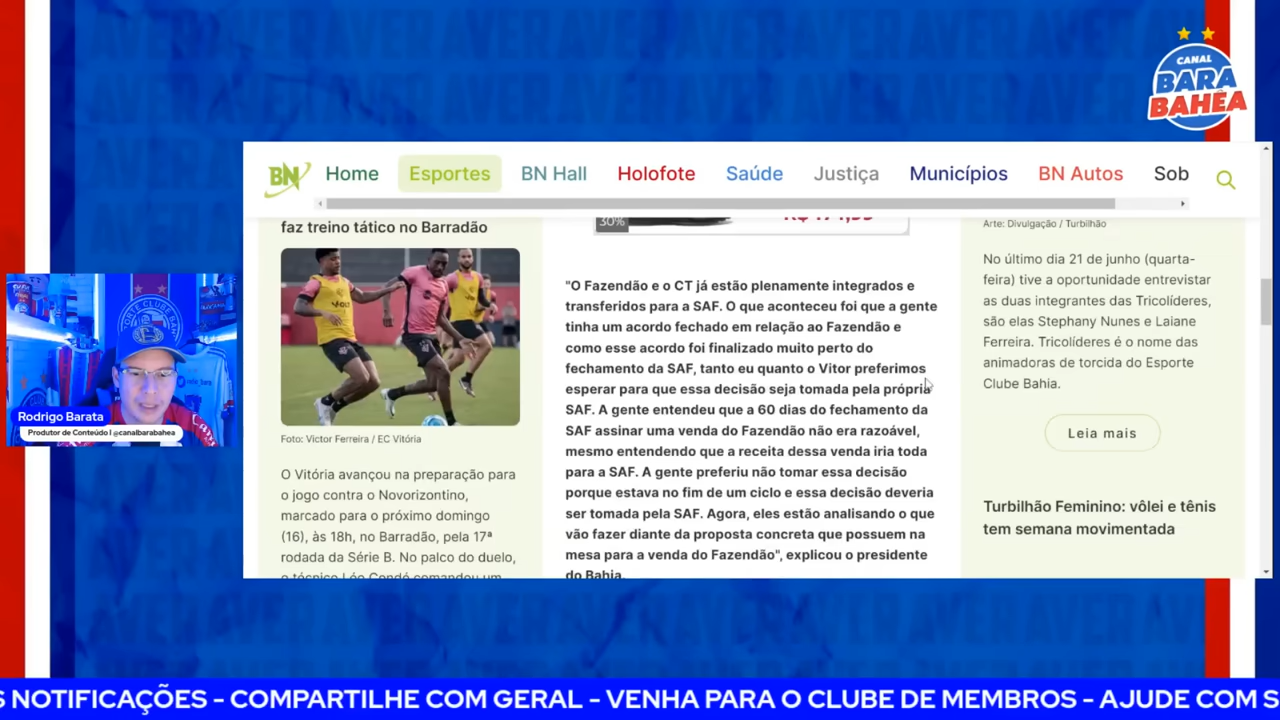 CANAL
BARA
BAHÊA
BN
Home
Esportes
BN Hall
Holofote
Saúde
Justiça
Municípios
BN Autos
Sob
faz treino tático no Barradão
Foto: Victor Ferreira / EC Vitória
O Vitória avançou na preparação para
o jogo contra o Novorizontino,
marcado para o próximo domingo
(16), às 18h, no Barradão, pela 17ª
rodada da Série B. No palco do duelo,
o técnico Léo Condé comandou um
30%
"O Fazendão e o CT já estão plenamente integrados e
transferidos para a SAF. O que aconteceu foi que a gente
tinha um acordo fechado em relação ao Fazendão e
como esse acordo foi finalizado muito perto do
fechamento da SAF, tanto eu quanto o Vitor preferimos
esperar para que essa decisão seja tomada pela própria
SAF. A gente entendeu que a 60 dias do fechamento da
SAF assinar uma venda do Fazendão não era razoável,
mesmo entendendo que a receita dessa venda iria toda
para a SAF. A gente preferiu não tomar essa decisão
porque estava no fim de um ciclo e essa decisão deveria
ser tomada pela SAF. Agora, eles estão analisando o que
vão fazer diante da proposta concreta que possuem na
mesa para a venda do Fazendão", explicou o presidente
do Bahia.
Arte: Divulgação / Turbilhão
No último dia 21 de junho (quarta-
feira) tive a oportunidade entrevistar
as duas integrantes das Tricolíderes,
são elas Stephany Nunes e Laiane
Ferreira. Tricolíderes é o nome das
animadoras de torcida do Esporte
Clube Bahia.
Leia mais
Turbilhão Feminino: vôlei e tênis
tem semana movimentada
Rodrigo Barata
Produtor de Conteúdo | @canalbarabahea
S NOTIFICAÇÕES - COMPARTILHE COM GERAL - VENHA PARA O CLUBE DE MEMBROS - AJUDE COM S